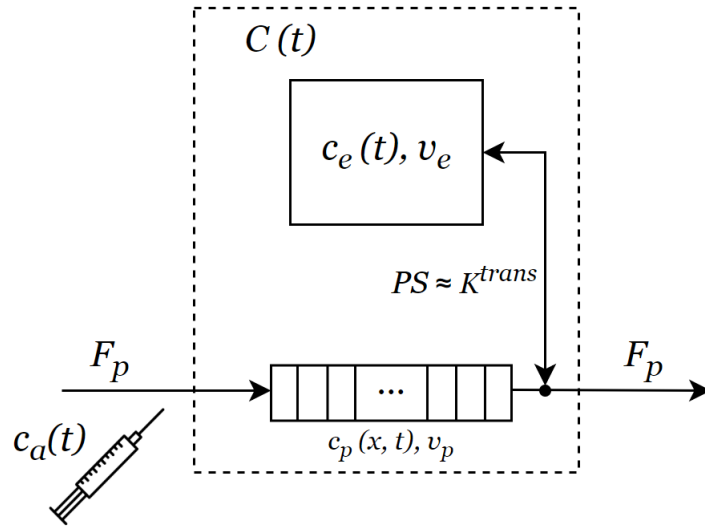 C (t)
c_e (t), v_e
PS ≈ K^trans
F_p
F_p
...
c_a(t)
c_p (x, t), v_p